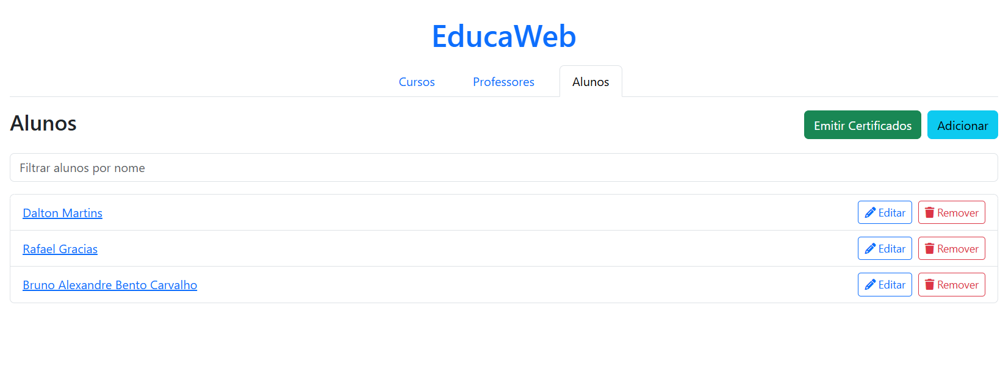 EducaWeb
Cursos Professores Alunos
Alunos
Emitir Certificados Adicionar
Filtrar alunos por nome
Dalton Martins Editar Remover
Rafael Gracias Editar Remover
Bruno Alexandre Bento Carvalho Editar Remover